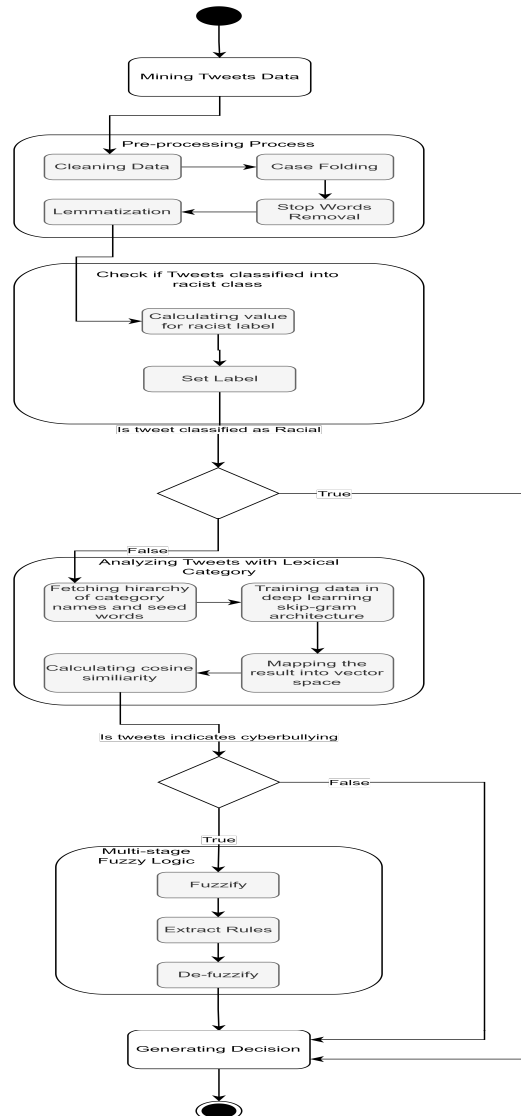 Mining Tweets Data
Pre-processing Process
Cleaning Data
Case Folding
Stop Words
Removal
Lemmatization
Check if Tweets classified into
racist class
Calculating value
for racist label
Set Label
Is tweet classified as Racial
True
False
Analyzing Tweets with Lexical
Category
Fetching hirarchy
of category
names and seed
words
Training data in
deep learning
skip-gram
architecture
Mapping the
result into vector
space
Calculating cosine
similiarity
Is tweets indicates cyberbullying
False
True
Multi-stage
Fuzzy Logic
Fuzzify
Extract Rules
De-fuzzify
Generating Decision